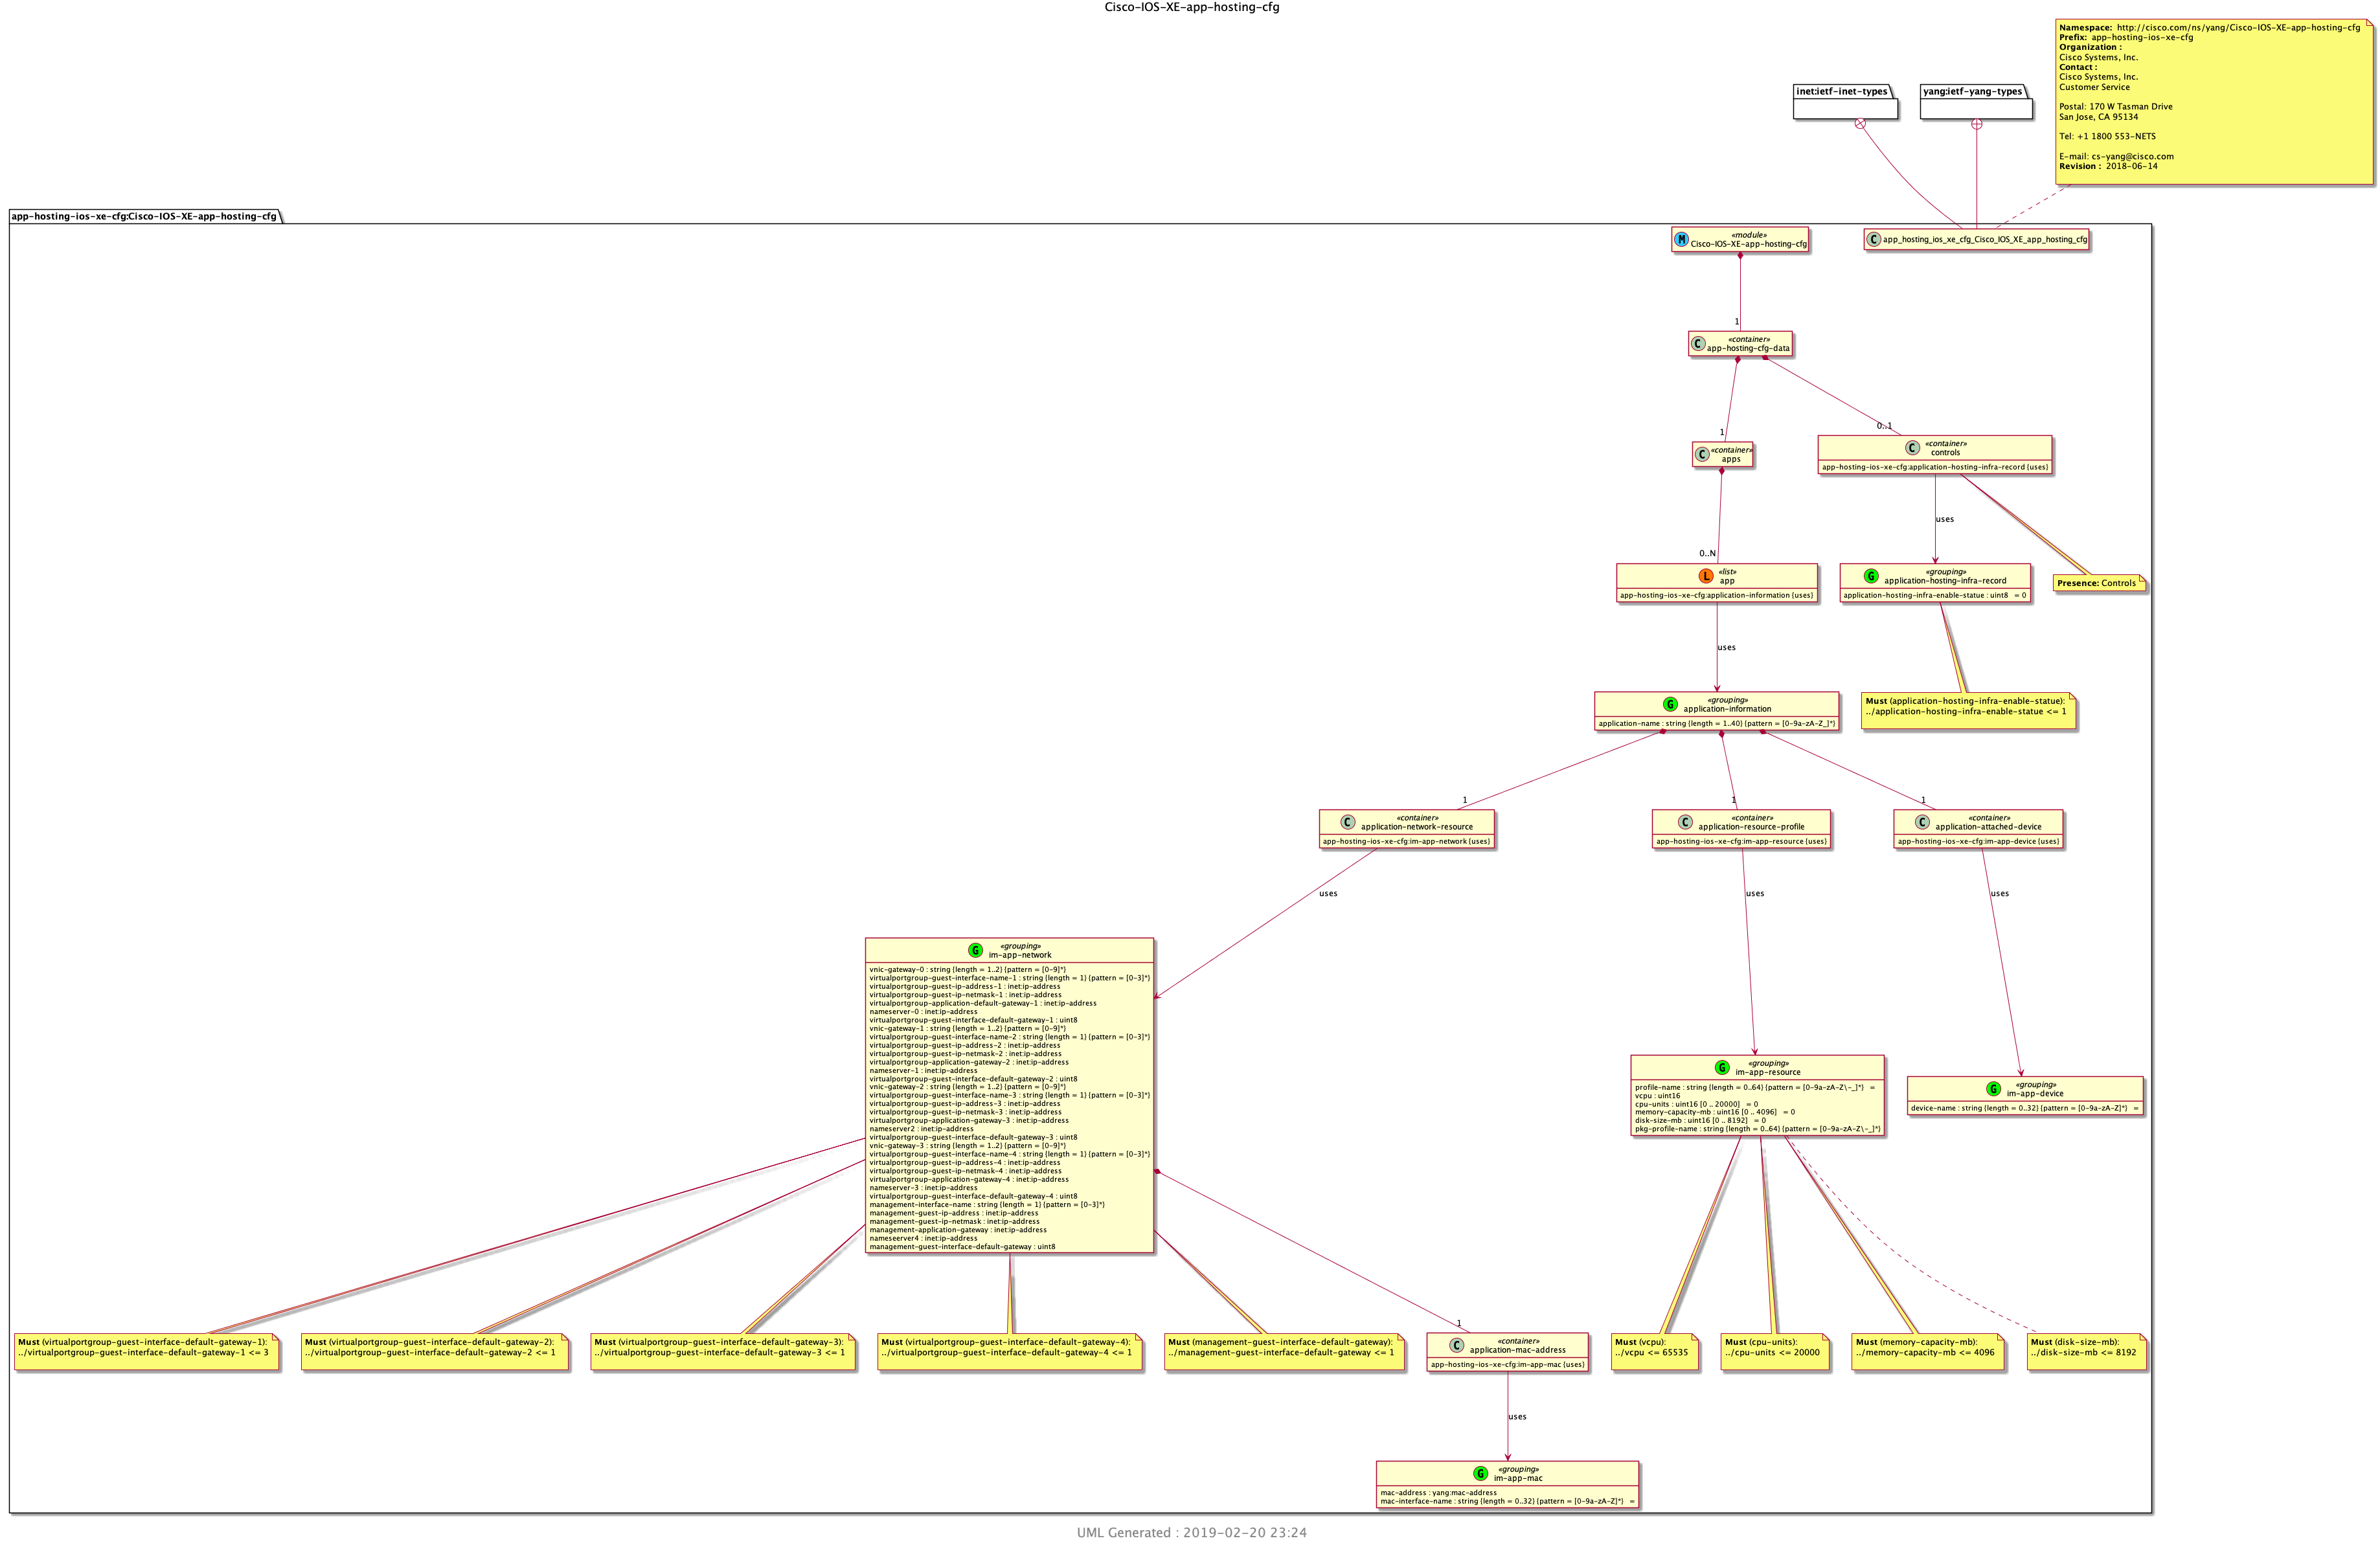 Cisco-IOS-XE-app-hosting-cfg
Namespace: http://cisco.com/ns/yang/Cisco-IOS-XE-app-hosting-cfg
Prefix: app-hosting-ios-xe-cfg
Organization :
Cisco Systems, Inc.
Contact :
Cisco Systems, Inc.
Customer Service
Postal: 170 W Tasman Drive
San Jose, CA 95134
Tel: +1 1800 553-NETS
E-mail: cs-yang@cisco.com
Revision : 2018-06-14
inet:ietf-inet-types
yang:ietf-yang-types
app-hosting-ios-xe-cfg:Cisco-IOS-XE-app-hosting-cfg
M
«module»
Cisco-IOS-XE-app-hosting-cfg
C
app_hosting_ios_xe_cfg_Cisco_IOS_XE_app_hosting_cfg
1
C
«container»
app-hosting-cfg-data
1
0..1
C
«container»
apps
C
«container»
controls
app-hosting-ios-xe-cfg:application-hosting-infra-record {uses}
uses
0..N
L
«list»
app
app-hosting-ios-xe-cfg:application-information {uses}
G
«grouping»
application-hosting-infra-record
application-hosting-infra-enable-statue : uint8 = 0
Presence: Controls
uses
G
«grouping»
application-information
application-name : string {length = 1..40} {pattern = [0-9a-zA-Z_]*}
Must (application-hosting-infra-enable-statue):
../application-hosting-infra-enable-statue <= 1
1
1
1
C
«container»
application-network-resource
app-hosting-ios-xe-cfg:im-app-network {uses}
C
«container»
application-resource-profile
app-hosting-ios-xe-cfg:im-app-resource {uses}
C
«container»
application-attached-device
app-hosting-ios-xe-cfg:im-app-device {uses}
uses
uses
uses
G
«grouping»
im-app-network
vnic-gateway-0 : string {length = 1..2} {pattern = [0-9]*}
virtualportgroup-guest-interface-name-1 : string {length = 1} {pattern = [0-3]*}
virtualportgroup-guest-ip-address-1 : inet:ip-address
virtualportgroup-guest-ip-netmask-1 : inet:ip-address
virtualportgroup-application-default-gateway-1 : inet:ip-address
nameserver-0 : inet:ip-address
virtualportgroup-guest-interface-default-gateway-1 : uint8
vnic-gateway-1 : string {length = 1..2} {pattern = [0-9]*}
virtualportgroup-guest-interface-name-2 : string {length = 1} {pattern = [0-3]*}
virtualportgroup-guest-ip-address-2 : inet:ip-address
virtualportgroup-guest-ip-netmask-2 : inet:ip-address
virtualportgroup-application-gateway-2 : inet:ip-address
nameserver-1 : inet:ip-address
virtualportgroup-guest-interface-default-gateway-2 : uint8
vnic-gateway-2 : string {length = 1..2} {pattern = [0-9]*}
virtualportgroup-guest-interface-name-3 : string {length = 1} {pattern = [0-3]*}
virtualportgroup-guest-ip-address-3 : inet:ip-address
virtualportgroup-guest-ip-netmask-3 : inet:ip-address
virtualportgroup-application-gateway-3 : inet:ip-address
nameserver2 : inet:ip-address
virtualportgroup-guest-interface-default-gateway-3 : uint8
vnic-gateway-3 : string {length = 1..2} {pattern = [0-9]*}
virtualportgroup-guest-interface-name-4 : string {length = 1} {pattern = [0-3]*}
virtualportgroup-guest-ip-address-4 : inet:ip-address
virtualportgroup-guest-ip-netmask-4 : inet:ip-address
virtualportgroup-application-gateway-4 : inet:ip-address
nameserver-3 : inet:ip-address
virtualportgroup-guest-interface-default-gateway-4 : uint8
management-interface-name : string {length = 1} {pattern = [0-3]*}
management-guest-ip-address : inet:ip-address
management-guest-ip-netmask : inet:ip-address
management-application-gateway : inet:ip-address
nameseerver4 : inet:ip-address
management-guest-interface-default-gateway : uint8
G
«grouping»
im-app-resource
profile-name : string {length = 0..64} {pattern = [0-9a-zA-Z\-_]*} =
vcpu : uint16
cpu-units : uint16 [0 .. 20000] = 0
memory-capacity-mb : uint16 [0 .. 4096] = 0
disk-size-mb : uint16 [0 .. 8192] = 0
pkg-profile-name : string {length = 0..64} {pattern = [0-9a-zA-Z\-_]*}
G
«grouping»
im-app-device
device-name : string {length = 0..32} {pattern = [0-9a-zA-Z]*} =
Must (virtualportgroup-guest-interface-default-gateway-1):
../virtualportgroup-guest-interface-default-gateway-1 <= 3
Must (virtualportgroup-guest-interface-default-gateway-2):
../virtualportgroup-guest-interface-default-gateway-2 <= 1
Must (virtualportgroup-guest-interface-default-gateway-3):
../virtualportgroup-guest-interface-default-gateway-3 <= 1
Must (virtualportgroup-guest-interface-default-gateway-4):
../virtualportgroup-guest-interface-default-gateway-4 <= 1
Must (management-guest-interface-default-gateway):
../management-guest-interface-default-gateway <= 1
1
C
«container»
application-mac-address
app-hosting-ios-xe-cfg:im-app-mac {uses}
Must (vcpu):
../vcpu <= 65535
Must (cpu-units):
../cpu-units <= 20000
Must (memory-capacity-mb):
../memory-capacity-mb <= 4096
Must (disk-size-mb):
../disk-size-mb <= 8192
uses
G
«grouping»
im-app-mac
mac-address : yang:mac-address
mac-interface-name : string {length = 0..32} {pattern = [0-9a-zA-Z]*} =
UML Generated : 2019-02-20 23:24